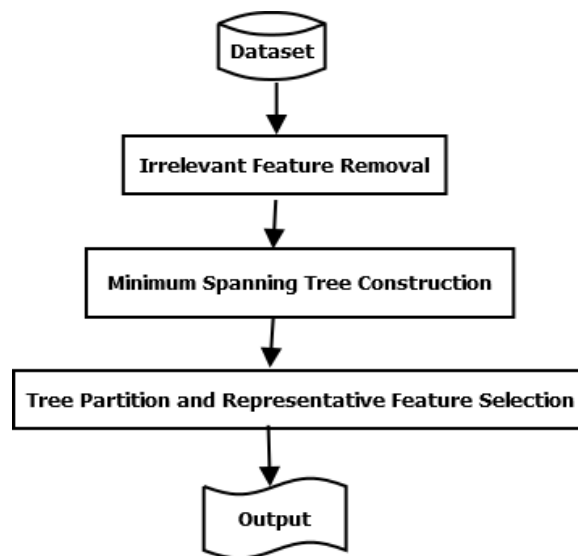 Dataset
Irrelevant Feature Removal
Minimum Spanning Tree Construction
Tree Partition and Representative Feature Selection
Output